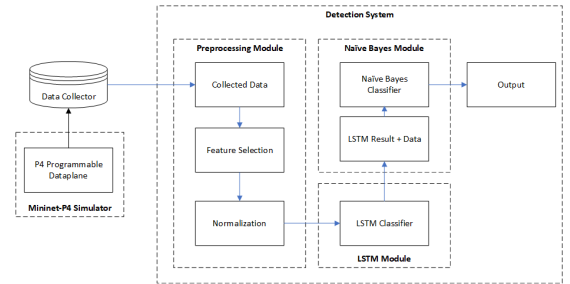 Detection System
Preprocessing Module
Naïve Bayes Module
Data Collector
Collected Data
Naïve Bayes
Classifier
Output
P4 Programmable
Dataplane
Mininet-P4 Simulator
Feature Selection
LSTM Result + Data
Normalization
LSTM Classifier
LSTM Module